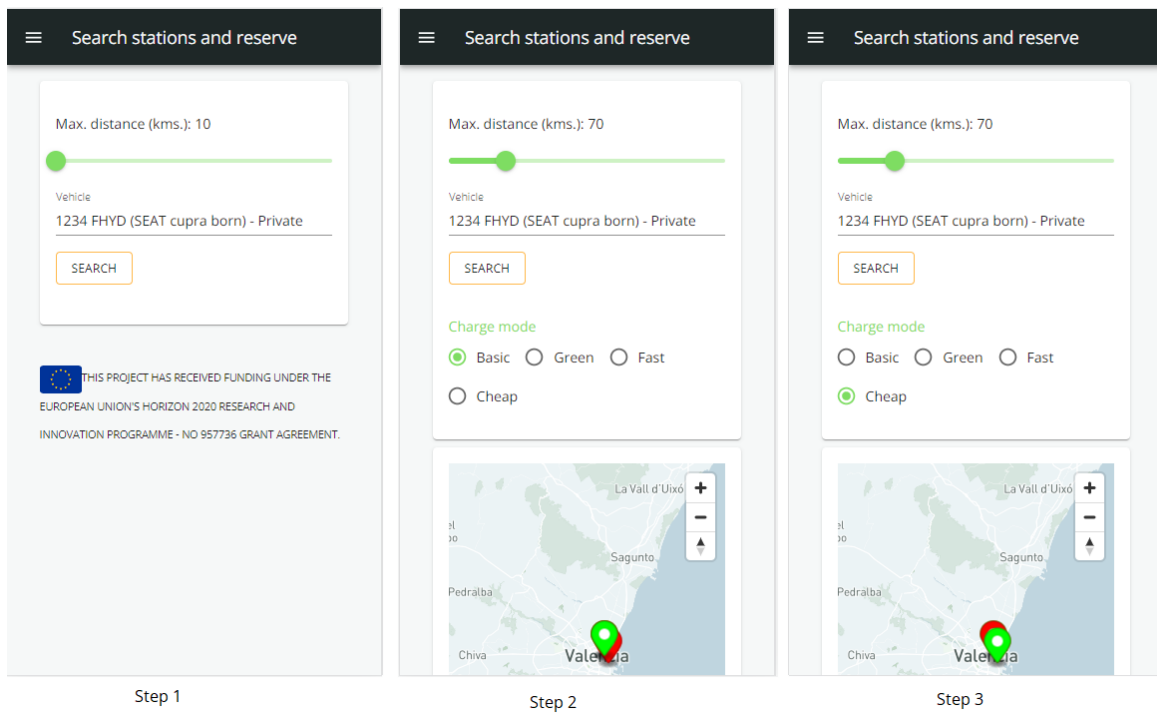 Search stations and reserve
Max. distance (kms.): 10
Vehicle
1234 FHYD (SEAT cupra born) - Private
SEARCH
THIS PROJECT HAS RECEIVED FUNDING UNDER THE
EUROPEAN UNION'S HORIZON 2020 RESEARCH AND
INNOVATION PROGRAMME - NO 957736 GRANT AGREEMENT.
Step 1
Search stations and reserve
Max. distance (kms.): 70
Vehicle
1234 FHYD (SEAT cupra born) - Private
SEARCH
Charge mode
Basic Green Fast
Cheap
La Vall d'Uixó
Sagunto
Pedralba
Chiva
Step 2
Search stations and reserve
Max. distance (kms.): 70
Vehicle
1234 FHYD (SEAT cupra born) - Private
SEARCH
Charge mode
Basic Green Fast
Cheap
La Vall d'Uixó
Sagunto
Pedralba
Chiva
Step 3